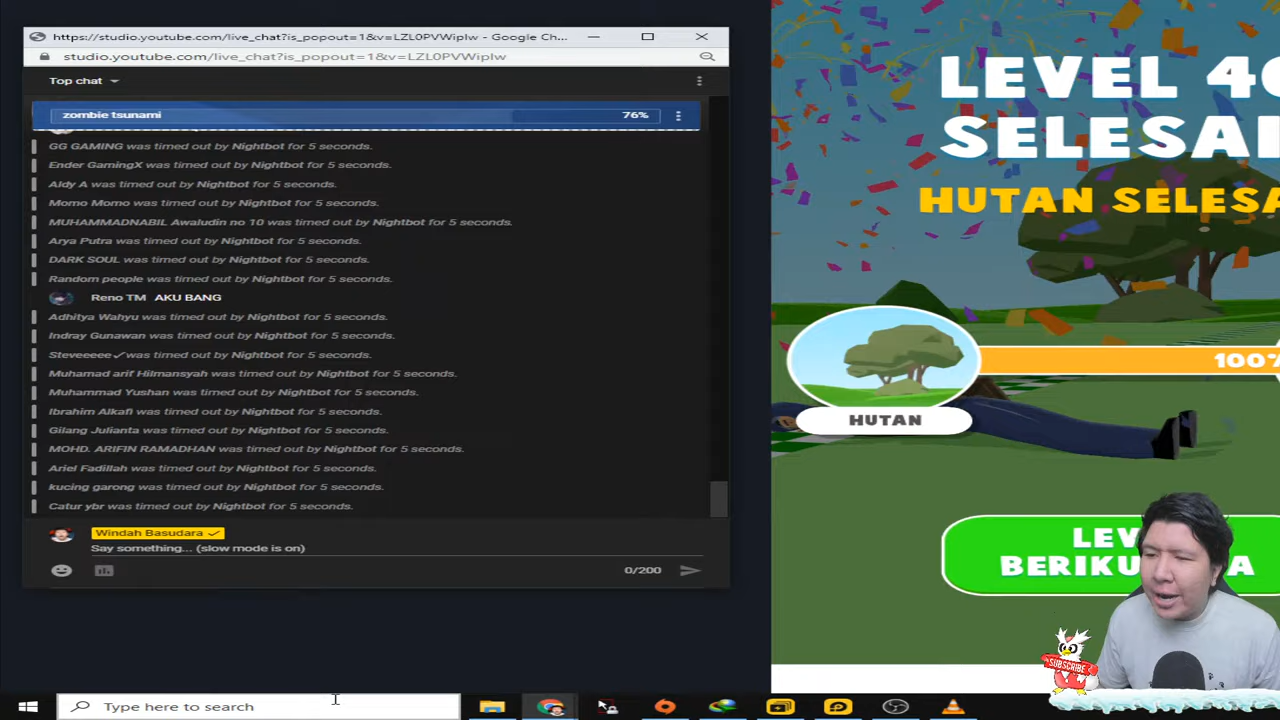 https://studio.youtube.com/live_chat?is_popout=1&v=LZL0PVWipIw - Google Ch...
studio.youtube.com/live_chat?is_popout=1&v=LZL0PVWipIw
Top chat
zombie tsunami 76%
GG GAMING was timed out by Nightbot for 5 seconds.
Ender GamingX was timed out by Nightbot for 5 seconds.
Aldy A was timed out by Nightbot for 5 seconds.
Momo Momo was timed out by Nightbot for 5 seconds.
MUHAMMADNABIL Awaludin no 10 was timed out by Nightbot for 5 seconds.
Arya Putra was timed out by Nightbot for 5 seconds.
DARK SOUL was timed out by Nightbot for 5 seconds.
Random people was timed out by Nightbot for 5 seconds.
Reno TM AKU BANG
Adhitya Wahyu was timed out by Nightbot for 5 seconds.
Indray Gunawan was timed out by Nightbot for 5 seconds.
Steveeeee✓was timed out by Nightbot for 5 seconds.
Muhamad arif Hilmansyah was timed out by Nightbot for 5 seconds.
Muhammad Yushan was timed out by Nightbot for 5 seconds.
Ibrahim Alkafi was timed out by Nightbot for 5 seconds.
Gilang Julianta was timed out by Nightbot for 5 seconds.
MOHD. ARIFIN RAMADHAN was timed out by Nightbot for 5 seconds.
Ariel Fadillah was timed out by Nightbot for 5 seconds.
kucing garong was timed out by Nightbot for 5 seconds.
Catur ybr was timed out by Nightbot for 5 seconds.
Windah Basudara ✓
Say something... (slow mode is on)
0/200
LEVEL 40
SELESAI
HUTAN SELESA
100%
HUTAN
LEV
BERIKU A
SUBSCRIBE
Type here to search